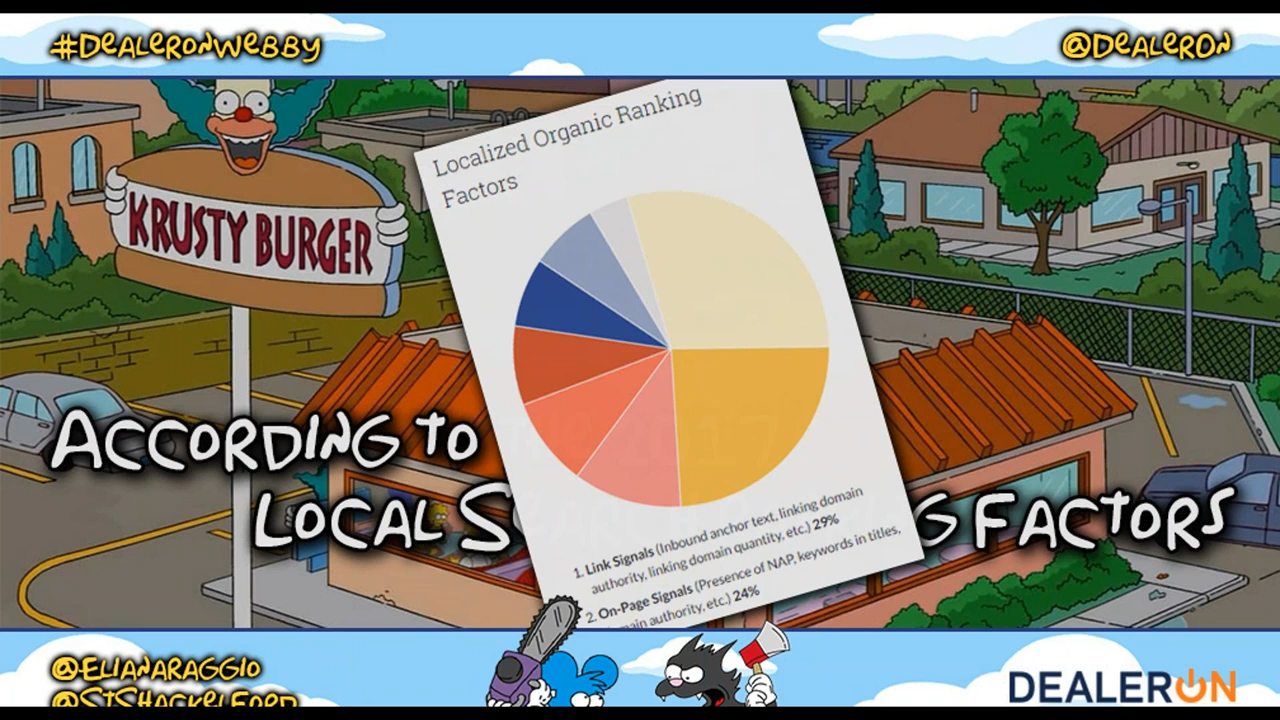 #DEALERONWEBBY
@DEALERON
KRUSTY BURGER
Localized Organic Ranking
Factors
ACCORDING TO
LOCAL
G FACTORS
1. Link Signals (Inbound anchor text, linking domain
authority, linking domain quantity, etc.) 29%
2. On-Page Signals (Presence of NAP, keywords in titles,
main authority, etc.) 24%
@ELIANARAGGIO
@STSHACKELFORD
DEALERON